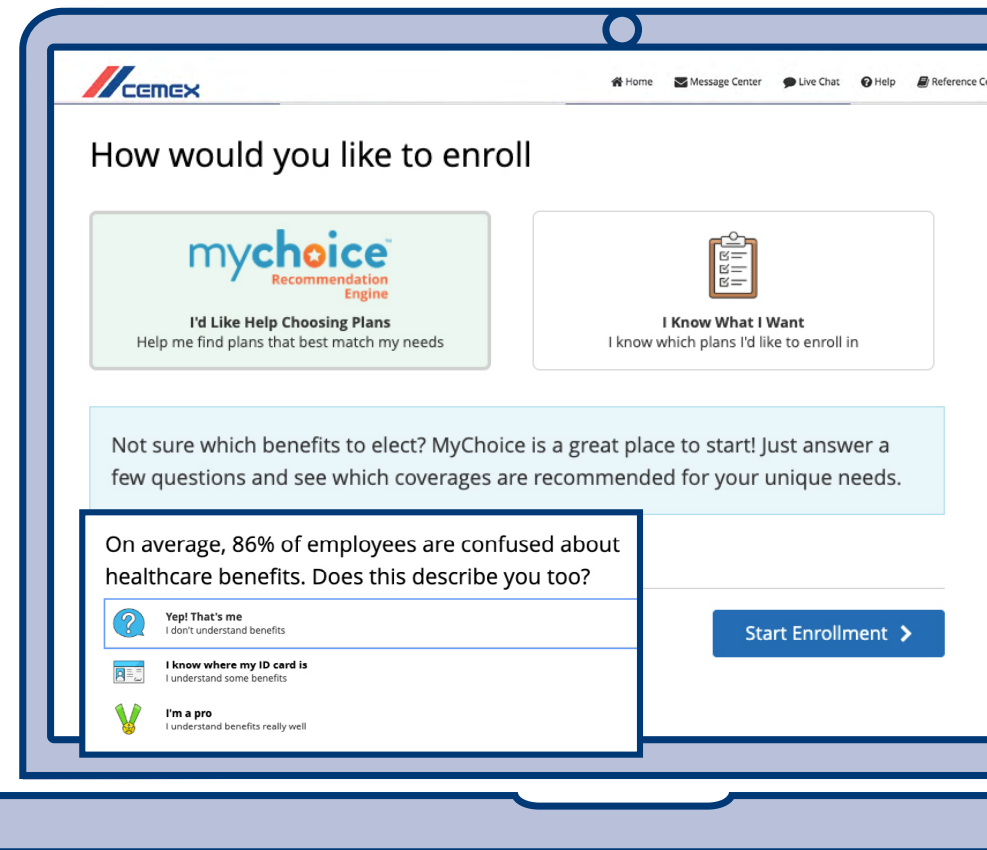 CEMEX
Home Message Center Live Chat Help Reference Ce
How would you like to enroll
mychoice™
Recommendation
Engine
I'd Like Help Choosing Plans
Help me find plans that best match my needs
I Know What I Want
I know which plans I'd like to enroll in
Not sure which benefits to elect? MyChoice is a great place to start! Just answer a
few questions and see which coverages are recommended for your unique needs.
On average, 86% of employees are confused about
healthcare benefits. Does this describe you too?
Yep! That's me
I don't understand benefits
I know where my ID card is
I understand some benefits
I'm a pro
I understand benefits really well
Start Enrollment